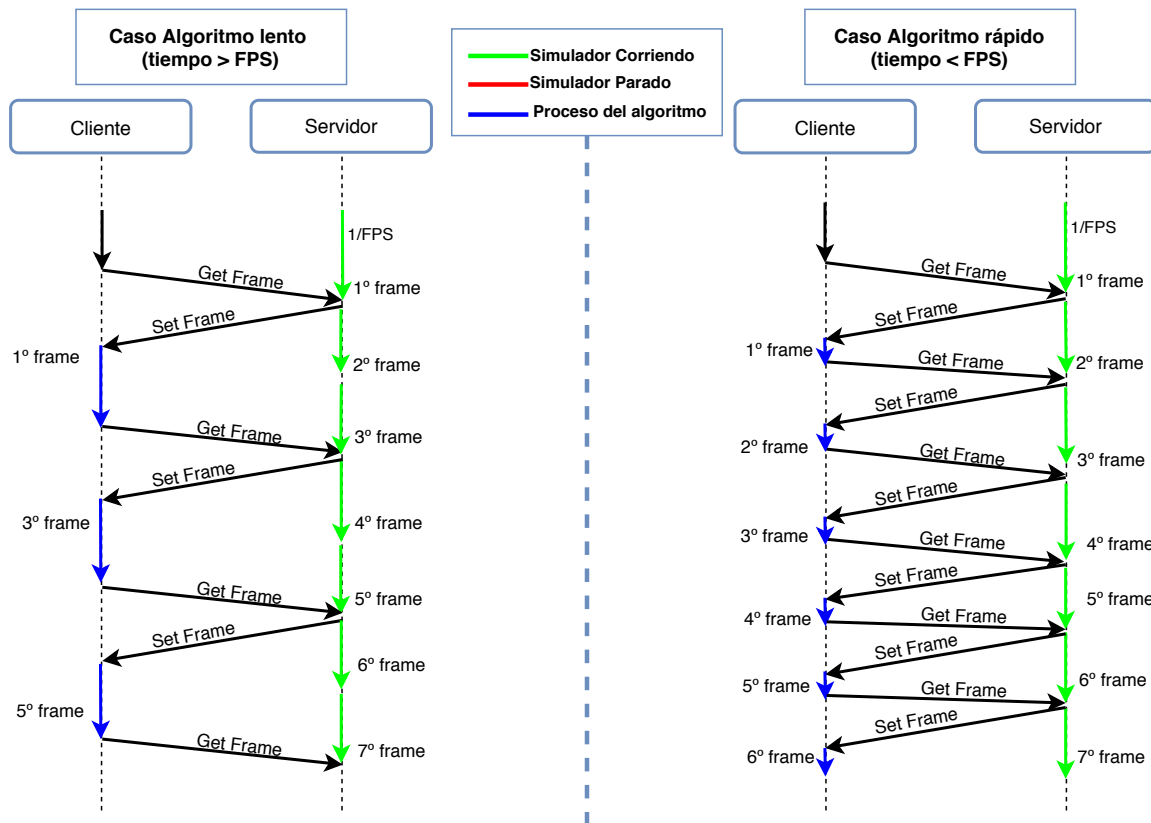 Caso Algoritmo lento
(tiempo > FPS)
Simulador Corriendo
Simulador Parado
Proceso del algoritmo
Caso Algoritmo rápido
(tiempo < FPS)
Cliente
Servidor
1/FPS
Get Frame
1º frame
Set Frame
1º frame
2º frame
Get Frame
3º frame
Set Frame
3º frame
4º frame
Get Frame
5º frame
Set Frame
6º frame
5º frame
Get Frame
7º frame
Cliente
Servidor
1/FPS
Get Frame
1º frame
Set Frame
1º frame
Get Frame
2º frame
Set Frame
2º frame
Get Frame
3º frame
Set Frame
3º frame
Get Frame
4º frame
Set Frame
5º frame
4º frame
Get Frame
Set Frame
6º frame
5º frame
Get Frame
Set Frame
6º frame
7º frame